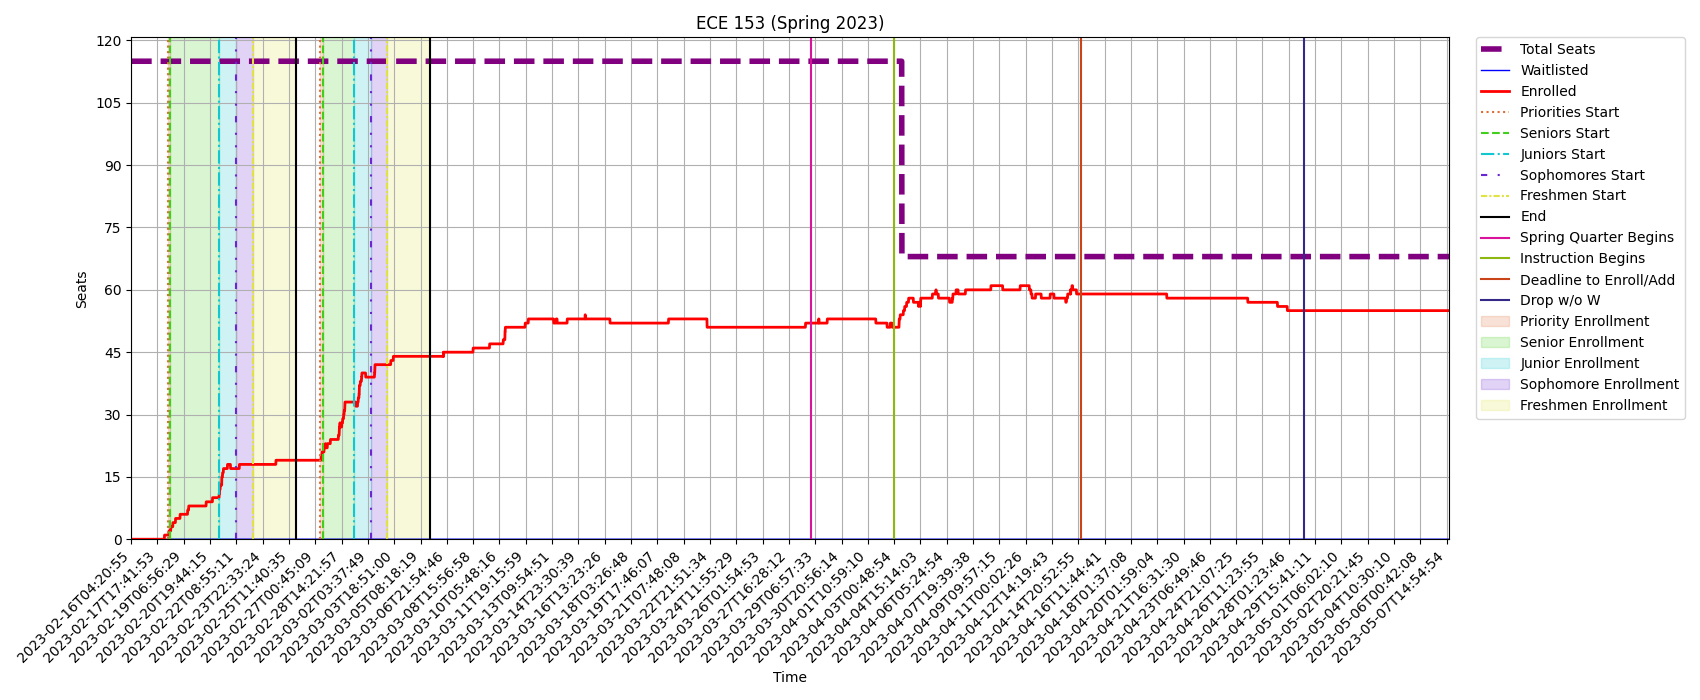 ECE 153 (Spring 2023)
120
105
90
75
60
45
30
15
0
Seats
2023-02-16T04:20:55
2023-02-17T17:41:53
2023-02-19T06:56:29
2023-02-20T19:44:15
2023-02-22T08:55:11
2023-02-23T22:33:24
2023-02-25T11:40:35
2023-02-27T00:45:09
2023-02-28T14:21:57
2023-03-02T03:37:49
2023-03-03T18:51:00
2023-03-05T08:18:19
2023-03-06T21:54:46
2023-03-08T15:56:58
2023-03-10T05:48:16
2023-03-11T19:15:59
2023-03-13T09:54:51
2023-03-14T23:30:39
2023-03-16T13:23:26
2023-03-18T03:26:48
2023-03-19T17:46:07
2023-03-21T07:48:08
2023-03-22T21:51:34
2023-03-24T11:55:29
2023-03-26T01:54:53
2023-03-27T16:28:12
2023-03-29T06:57:33
2023-03-30T20:56:14
2023-04-01T10:59:10
2023-04-03T00:48:54
2023-04-04T15:14:03
2023-04-06T05:24:54
2023-04-07T19:39:38
2023-04-09T09:57:15
2023-04-11T00:02:26
2023-04-12T14:19:43
2023-04-14T20:52:55
2023-04-16T11:44:41
2023-04-18T01:37:08
2023-04-20T01:59:04
2023-04-21T16:31:30
2023-04-23T06:49:46
2023-04-24T21:07:25
2023-04-26T11:23:55
2023-04-28T01:23:46
2023-04-29T15:41:11
2023-05-01T06:02:10
2023-05-02T20:21:45
2023-05-04T10:30:10
2023-05-06T00:42:08
2023-05-07T14:54:54
Time
Total Seats
Waitlisted
Enrolled
Priorities Start
Seniors Start
Juniors Start
Sophomores Start
Freshmen Start
End
Spring Quarter Begins
Instruction Begins
Deadline to Enroll/Add
Drop w/o W
Priority Enrollment
Senior Enrollment
Junior Enrollment
Sophomore Enrollment
Freshmen Enrollment